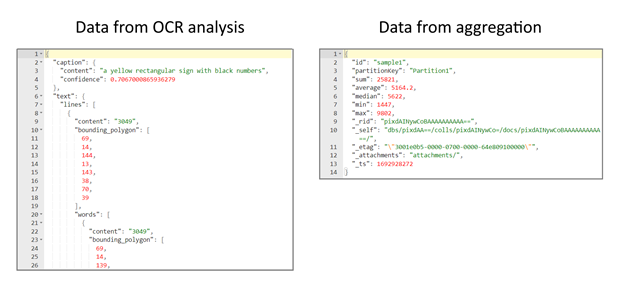 Data from OCR analysis
1 {
2 "caption": {
3 "content": "a yellow rectangular sign with black numbers",
4 "confidence": 0.7067000865936279
5 },
6 "text": {
7 "lines": [
8 {
9 "content": "3049",
10 "bounding_polygon": [
11 69,
12 14,
13 144,
14 13,
15 143,
16 38,
17 70,
18 39
19 ],
20 "words": [
21 {
22 "content": "3049",
23 "bounding_polygon": [
24 69,
25 14,
26 139,
Data from aggregation
1 {
2 "id": "sample1",
3 "partitionKey": "Partition1",
4 "sum": 25821,
5 "average": 5164.2,
6 "median": 5622,
7 "min": 1447,
8 "max": 9802,
9 "_rid": "pixdAINywCoBAAAAAAAAAA==",
10 "_self": "dbs/pixdAA==/colls/pixdAINywCo=/docs/pixdAINywCoBAAAAAAAAAA
==/",
11 "_etag": "\"3001e0b5-0000-0700-0000-64e809100000\"",
12 "_attachments": "attachments/",
13 "_ts": 1692928272
14 }